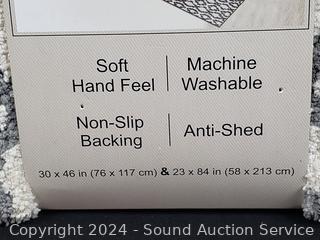 Soft
Hand Feel
Machine
Washable
Non-Slip
Backing
Anti-Shed
30 x 46 in (76 x 117 cm) & 23 x 84 in (58 x 213 cm)
Copyright 2024 - Sound Auction Service